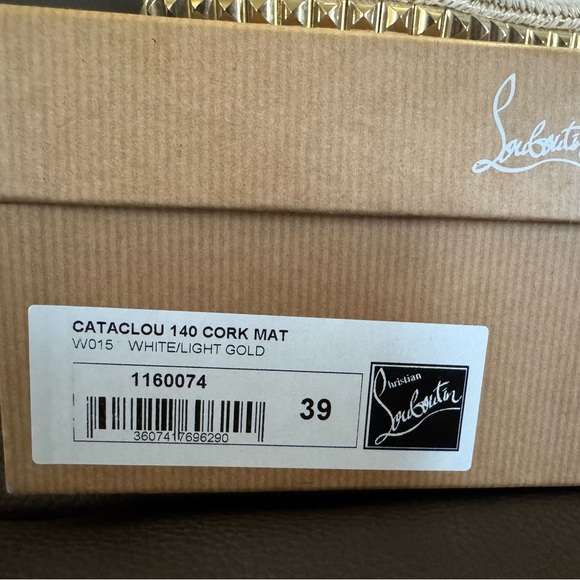 Louboutin
CATACLOU 140 CORK MAT
W015 WHITE/LIGHT GOLD
1160074
39
3607417696290
Christian
Louboutin